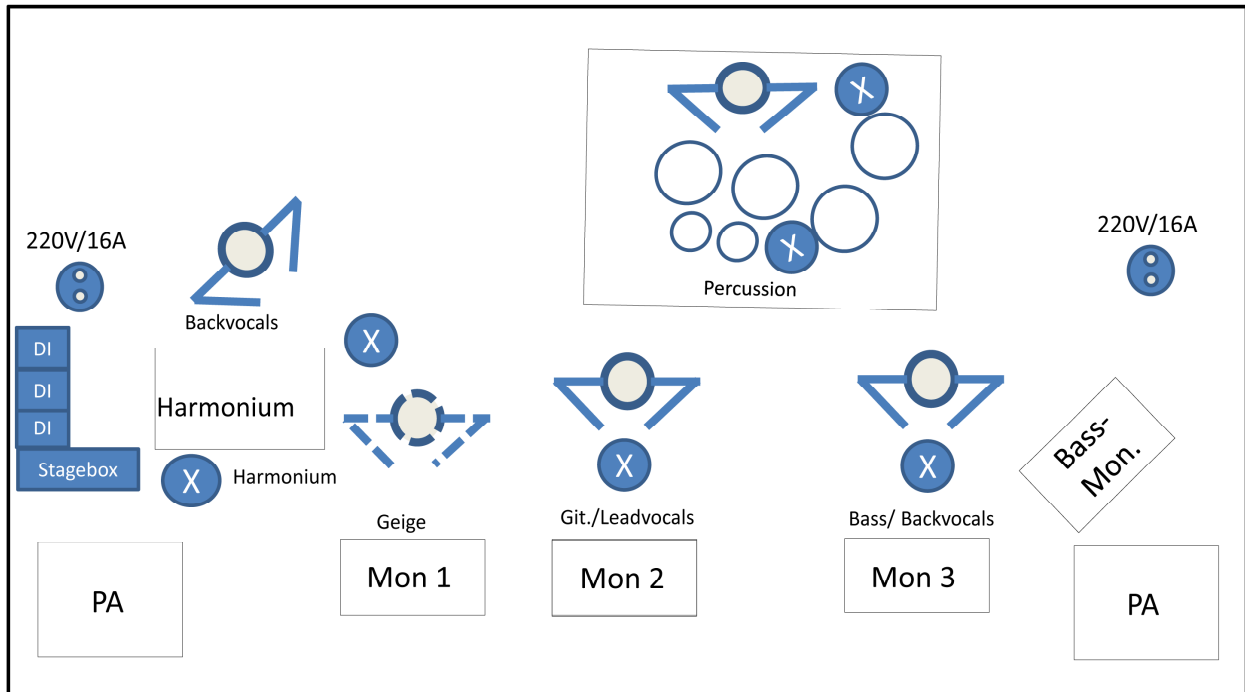 X
X
Percussion
220V/16A
220V/16A
Backvocals
X
DI
DI
DI
Harmonium
Stagebox
X
Harmonium
X
X
Bass-
Mon.
Geige
Git./Leadvocals
Bass/ Backvocals
Mon 1
Mon 2
Mon 3
PA
PA